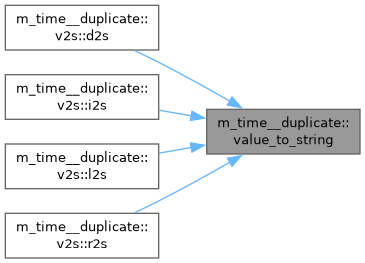 m_time__duplicate::
v2s::d2s
m_time__duplicate::
v2s::i2s
m_time__duplicate::
value_to_string
m_time__duplicate::
v2s::l2s
m_time__duplicate::
v2s::r2s